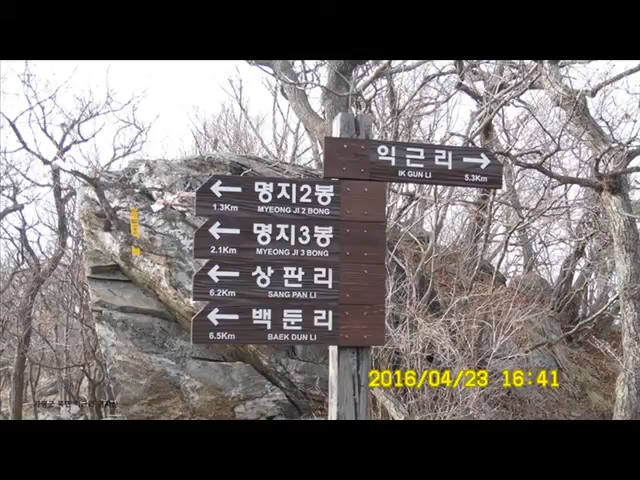 익근리 →
IK GUN LI 5.3Km
← 명지2봉
1.3Km MYEONG JI 2 BONG
← 명지3봉
2.1Km MYEONG JI 3 BONG
← 상판리
6.2Km SANG PAN LI
← 백둔리
6.5Km BAEK DUN LI
2016/04/23 16:41